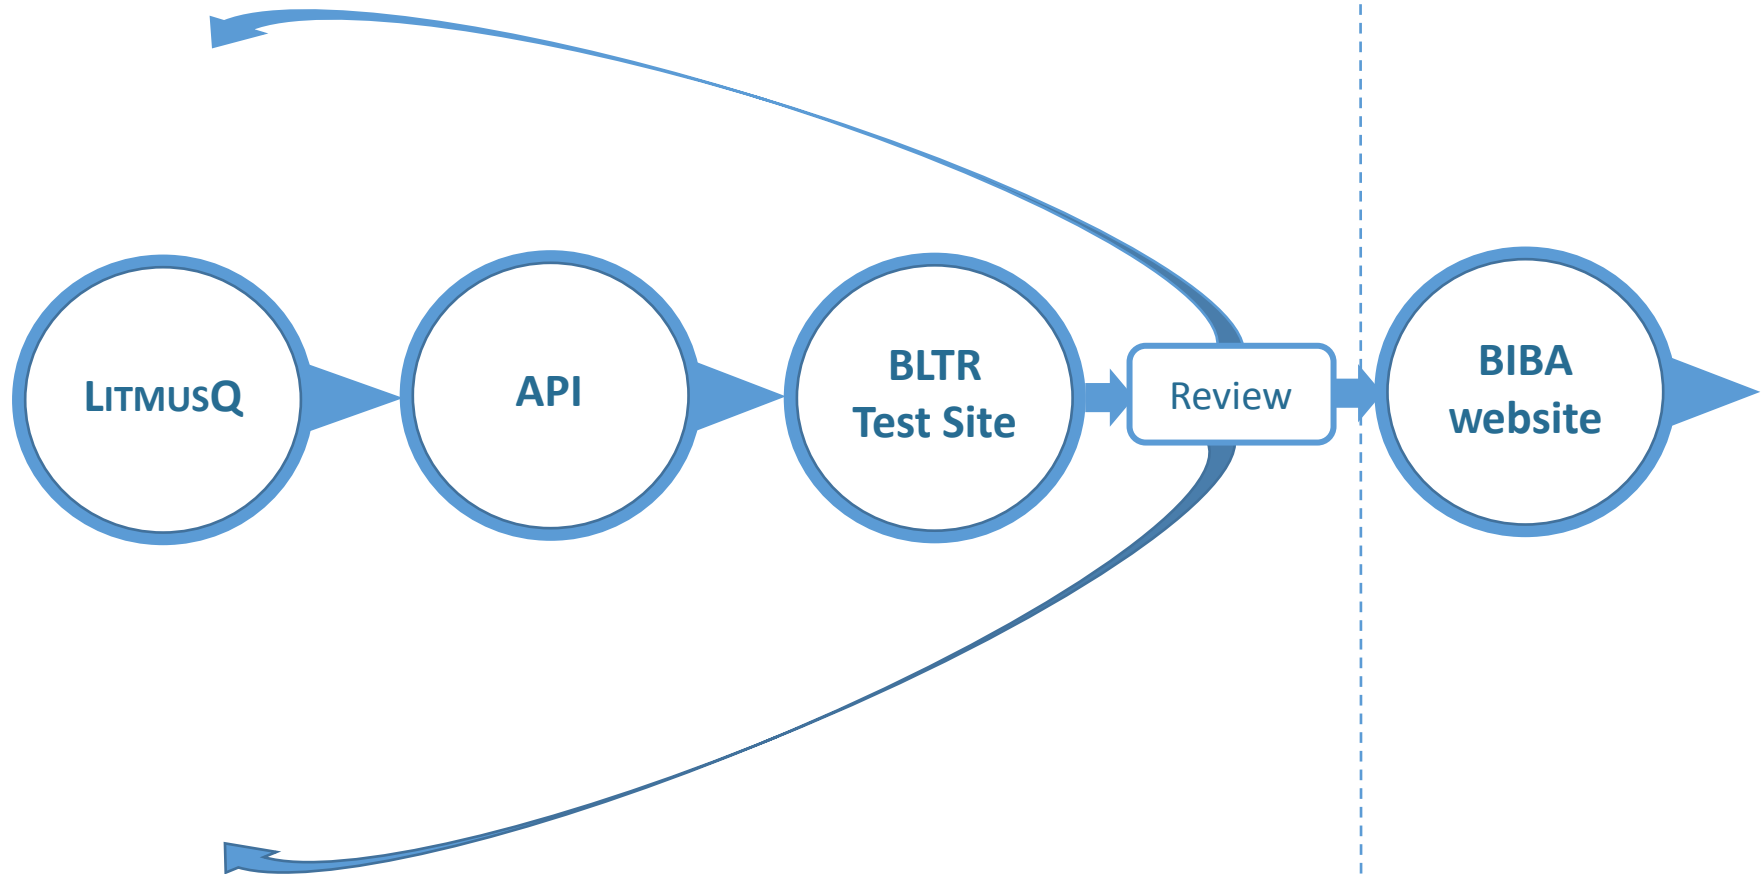 LITMUSQ
API
BLTR
Test Site
Review
BIBA
website